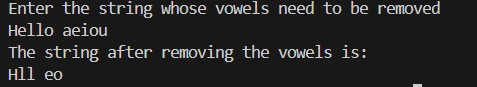 Enter the string whose vowels need to be removed
Hello aeiou
The string after removing the vowels is:
Hll eo